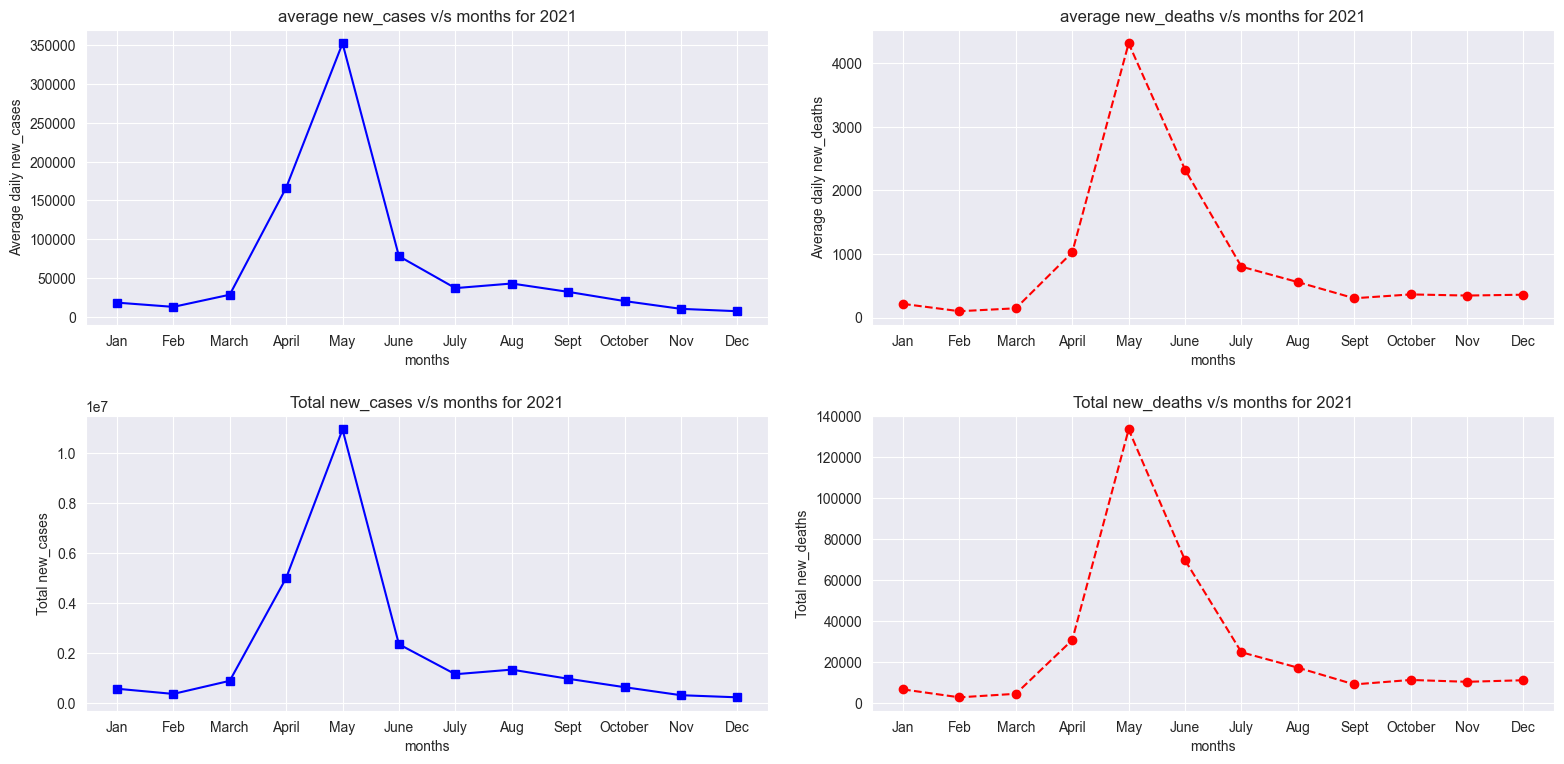 average new_cases v/s months for 2021
Average daily new_cases
350000
300000
250000
200000
150000
100000
50000
0
Jan Feb March April May June July Aug Sept October Nov Dec
months
average new_deaths v/s months for 2021
Average daily new_deaths
4000
3000
2000
1000
0
Jan Feb March April May June July Aug Sept October Nov Dec
months
Total new_cases v/s months for 2021
1e7
Total new_cases
1.0
0.8
0.6
0.4
0.2
0.0
Jan Feb March April May June July Aug Sept October Nov Dec
months
Total new_deaths v/s months for 2021
Total new_deaths
140000
120000
100000
80000
60000
40000
20000
0
Jan Feb March April May June July Aug Sept October Nov Dec
months